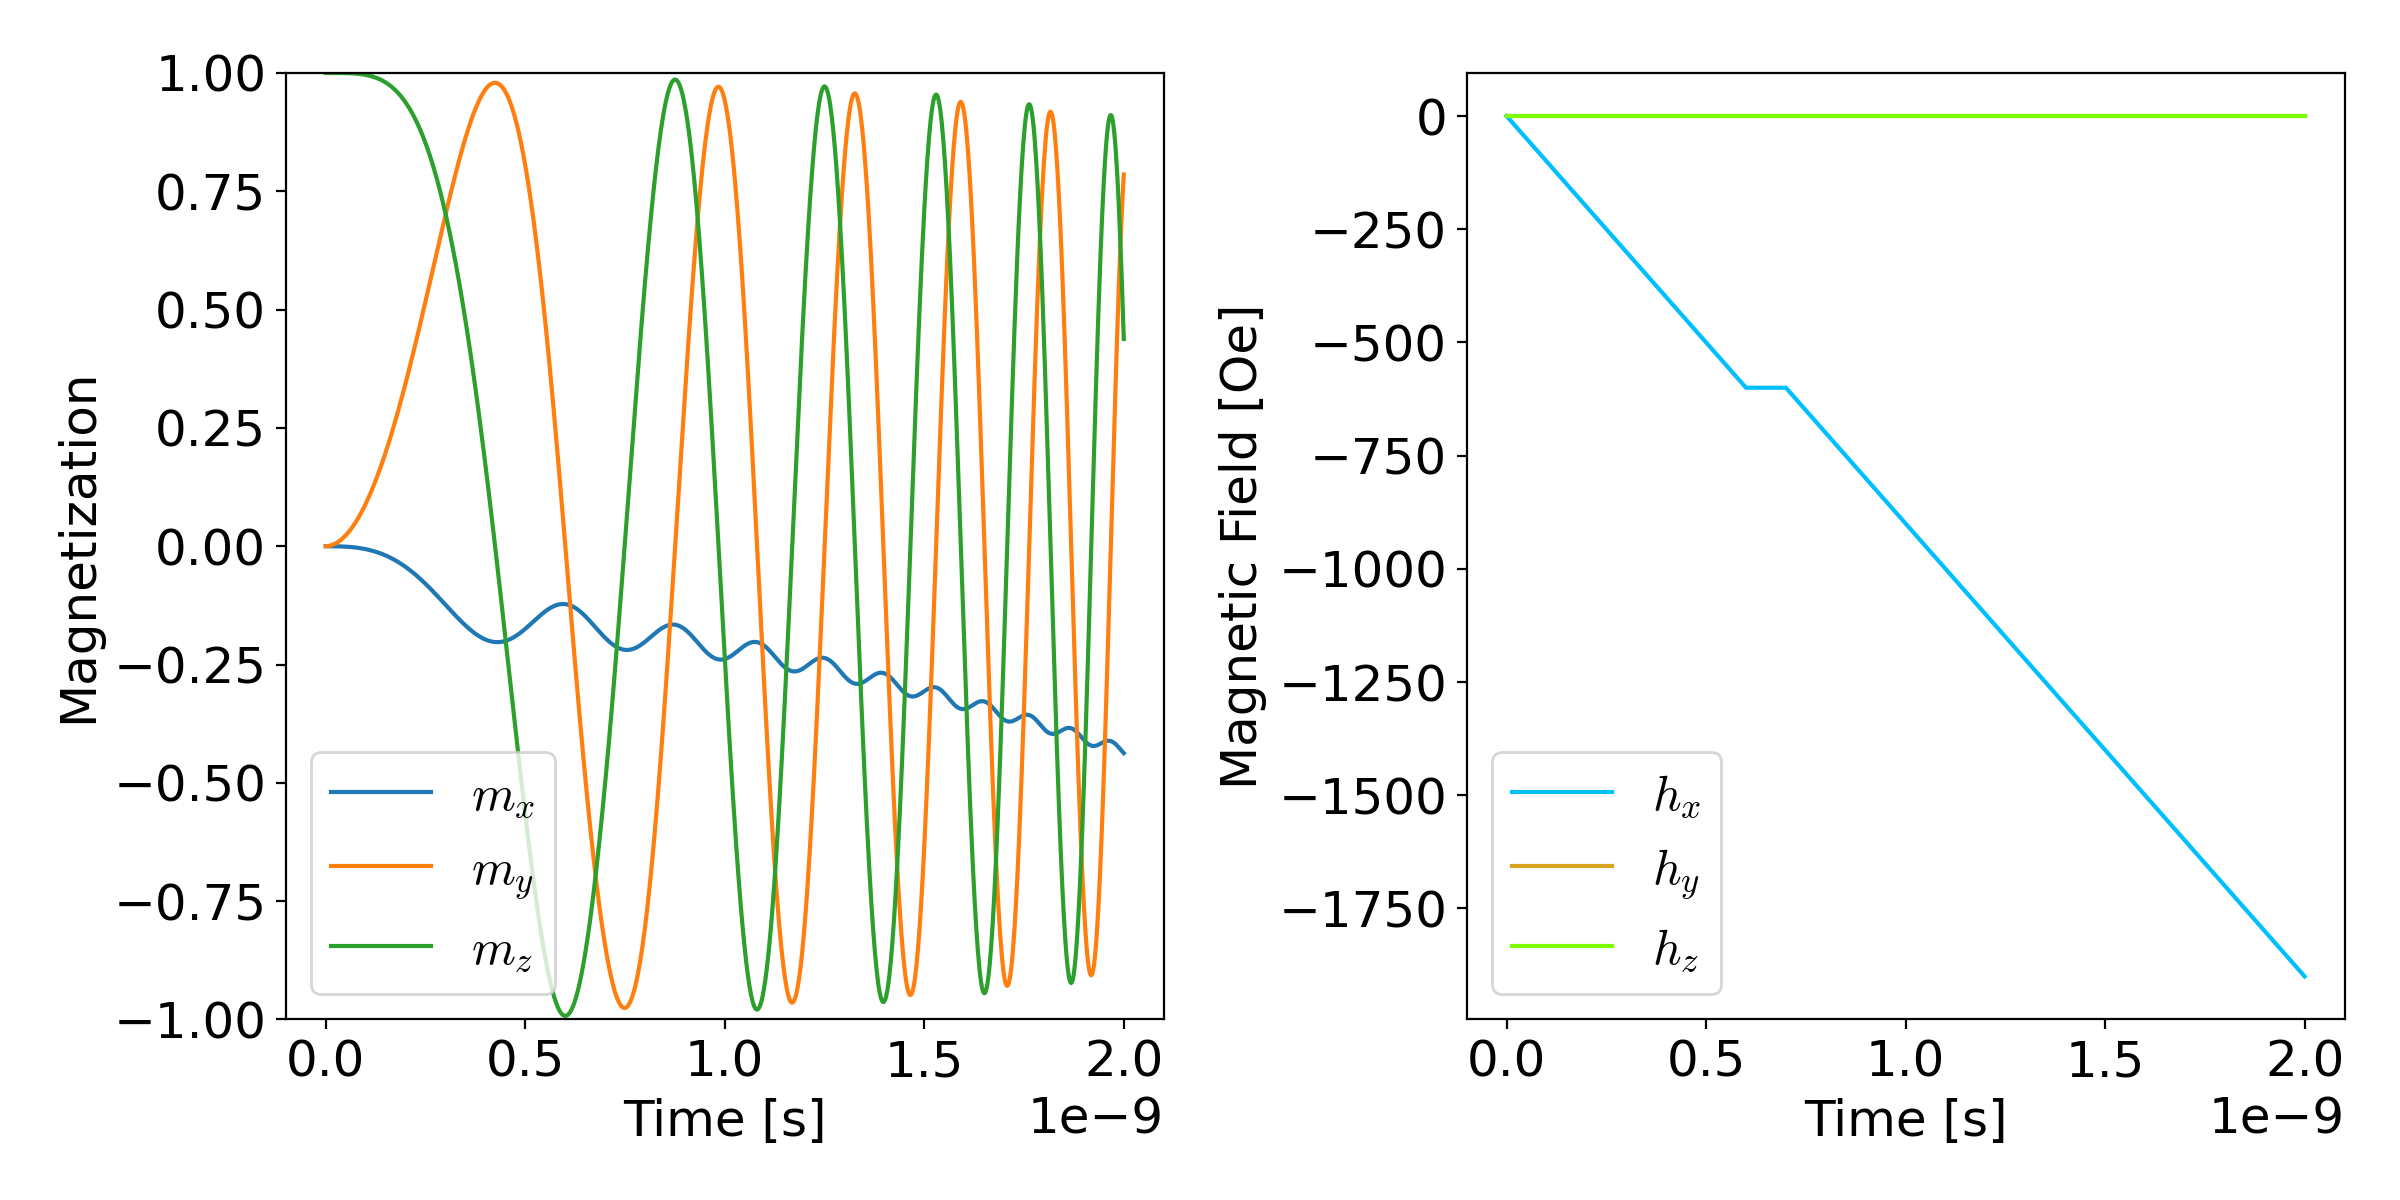 Magnetization
1.00
0.75
0.50
0.25
0.00
−0.25
−0.50
−0.75
−1.00
m_x
m_y
m_z
0.0 0.5 1.0 1.5 2.0
Time [s]
1e−9
Magnetic Field [Oe]
0
−250
−500
−750
−1000
−1250
−1500
−1750
h_x
h_y
h_z
0.0 0.5 1.0 1.5 2.0
Time [s]
1e−9